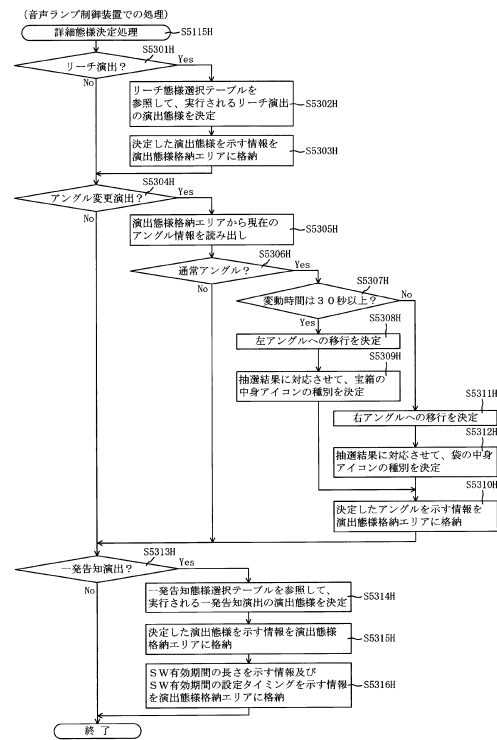 (音声ランプ制御装置での処理)
詳細態様決定処理
S5115H
S5301H
リーチ演出?
Yes
No
リーチ態様選択テーブルを
参照して、実行されるリーチ演出
の演出態様を決定
S5302H
決定した演出態様を示す情報を
演出態様格納エリアに格納
S5303H
S5304H
アングル変更演出?
Yes
No
演出態様格納エリアから現在の
アングル情報を読み出し
S5305H
S5306H
通常アングル?
Yes
No
S5307H
変動時間は30秒以上?
No
Yes
S5308H
左アングルへの移行を決定
S5309H
抽選結果に対応させて、宝箱の
中身アイコンの種別を決定
S5311H
右アングルへの移行を決定
S5312H
抽選結果に対応させて、袋の中身
アイコンの種別を決定
S5310H
決定したアングルを示す情報を
演出態様格納エリアに格納
S5313H
一発告知演出?
Yes
No
一発告知態様選択テーブルを参照して、
実行される一発告知演出の演出態様を決定
S5314H
決定した演出態様を示す情報を演出態様
格納エリアに格納
S5315H
SW有効期間の長さを示す情報及び
SW有効期間の設定タイミングを示す情報
を演出態様格納エリアに格納
S5316H
終了